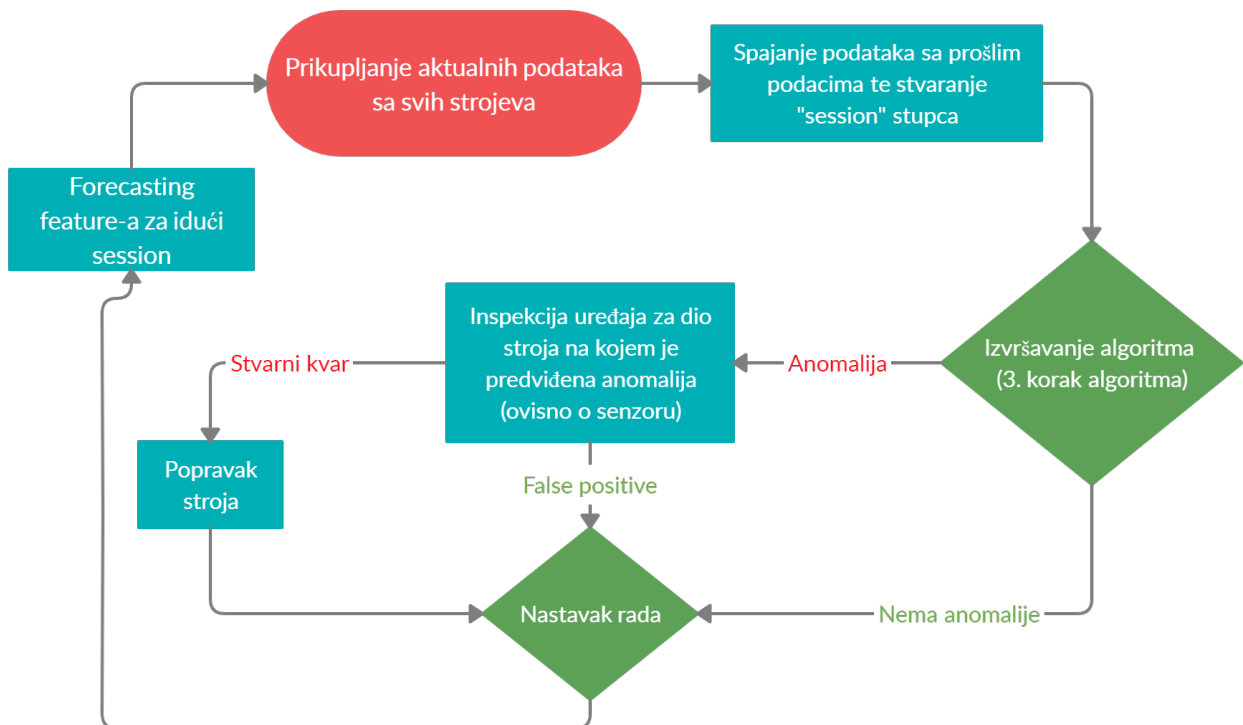 Prikupljanje aktualnih podataka
sa svih strojeva
Spajanje podataka sa prošlim
podacima te stvaranje
"session" stupca
Forecasting
feature-a za idući
session
Izvršavanje algoritma
(3. korak algoritma)
Anomalija
Inspekcija uređaja za dio
stroja na kojem je
predviđena anomalija
(ovisno o senzoru)
Stvarni kvar
Popravak
stroja
False positive
Nastavak rada
Nema anomalije